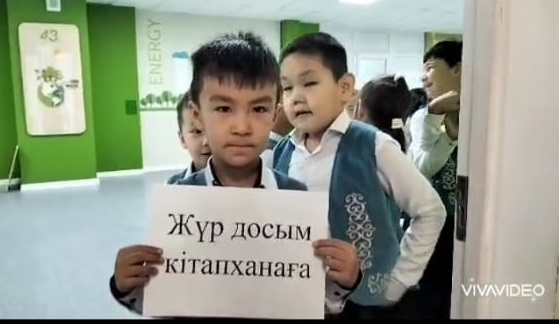 43
ENERGY
Жүр досым
кітапханаға
VIVAVIDEO